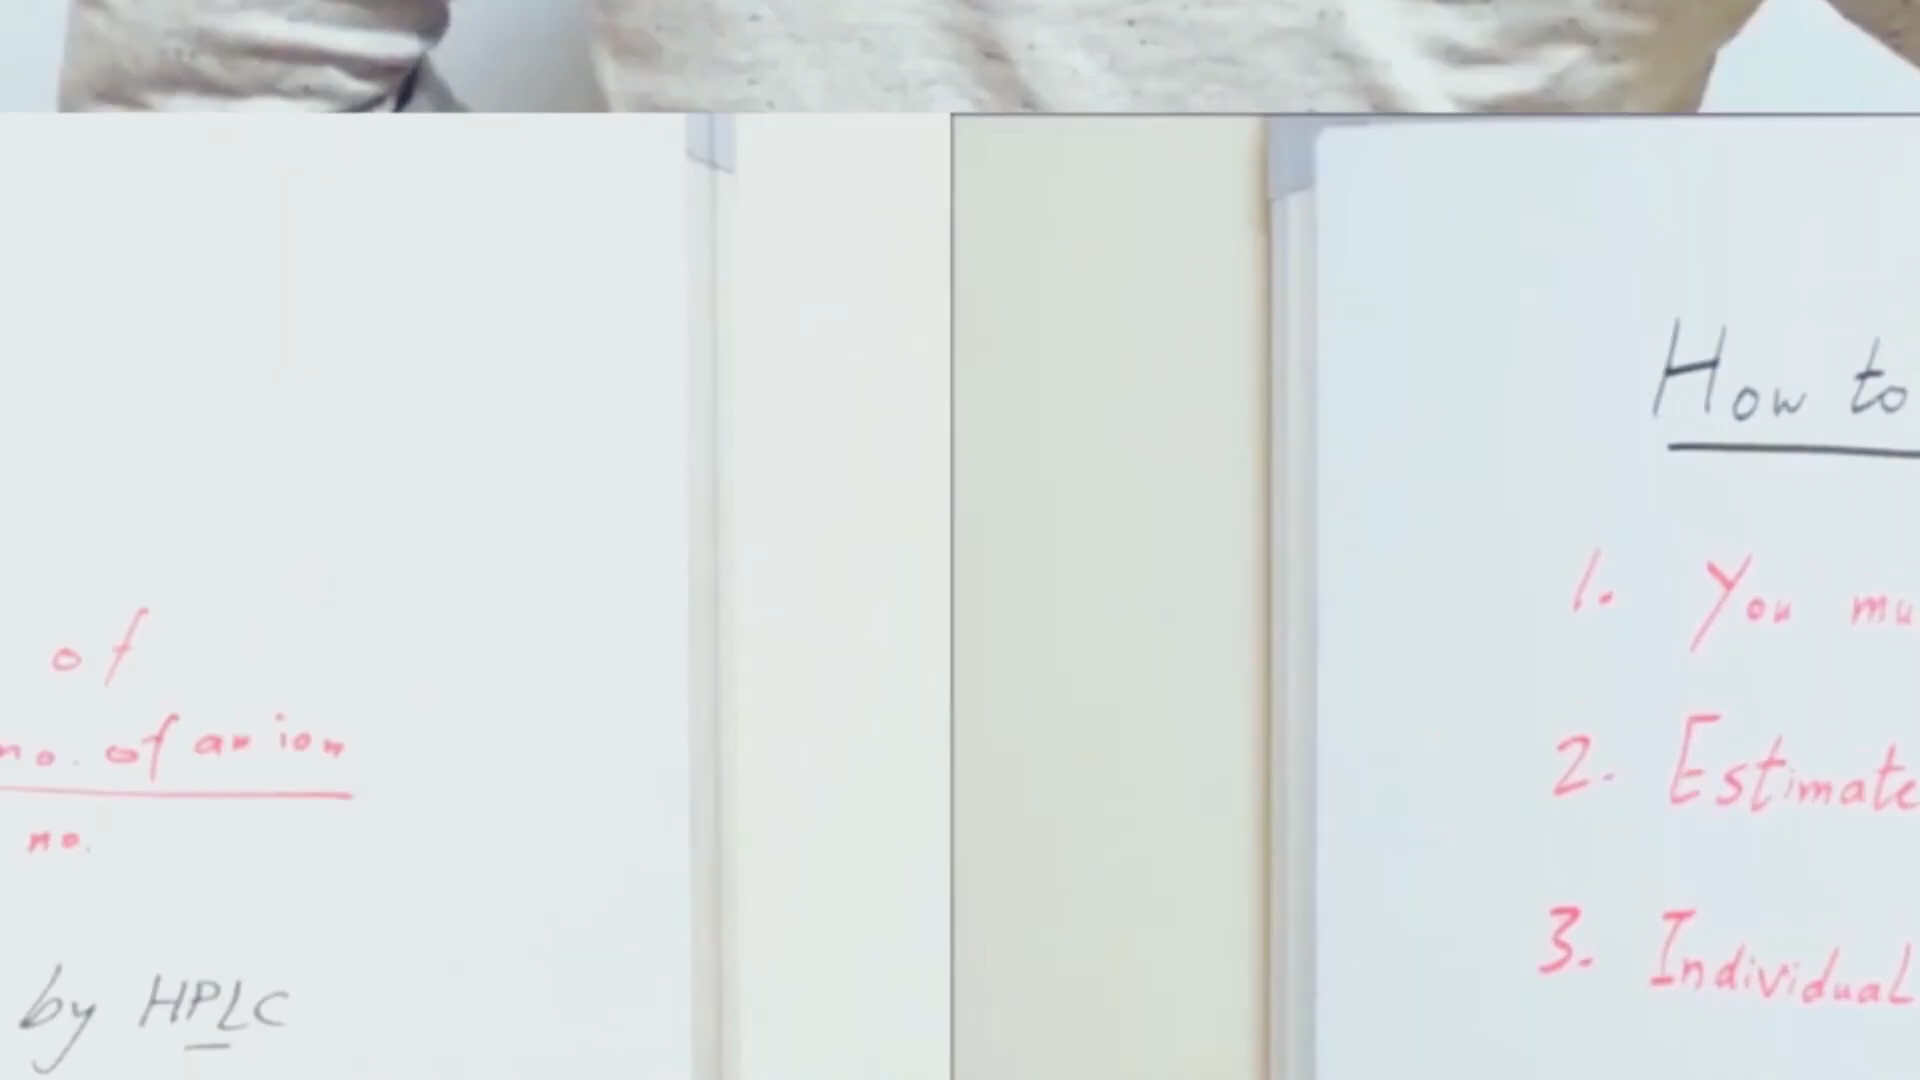 of
no. of anion
no.
by HPLC
How to
1. You mu
2. Estimate
3. Individual